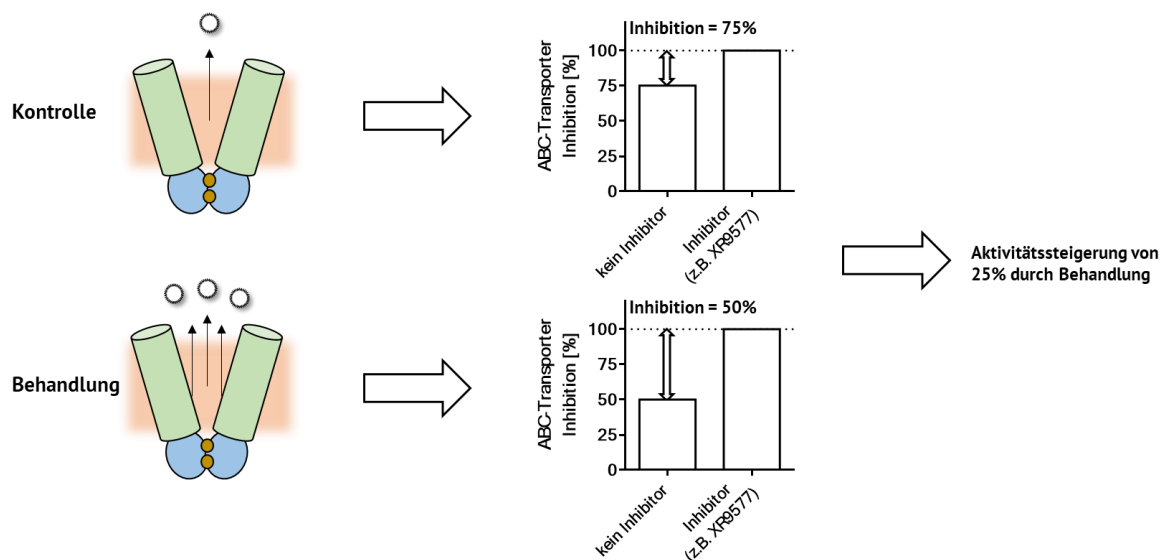 Kontrolle
Inhibition = 75%
ABC-Transporter
Inhibition [%]
100
75
50
25
0
kein Inhibitor
Inhibitor
(z.B. XR9577)
Aktivitätssteigerung von
25% durch Behandlung
Behandlung
Inhibition = 50%
ABC-Transporter
Inhibition [%]
100
75
50
25
0
kein Inhibitor
Inhibitor
(z.B. XR9577)